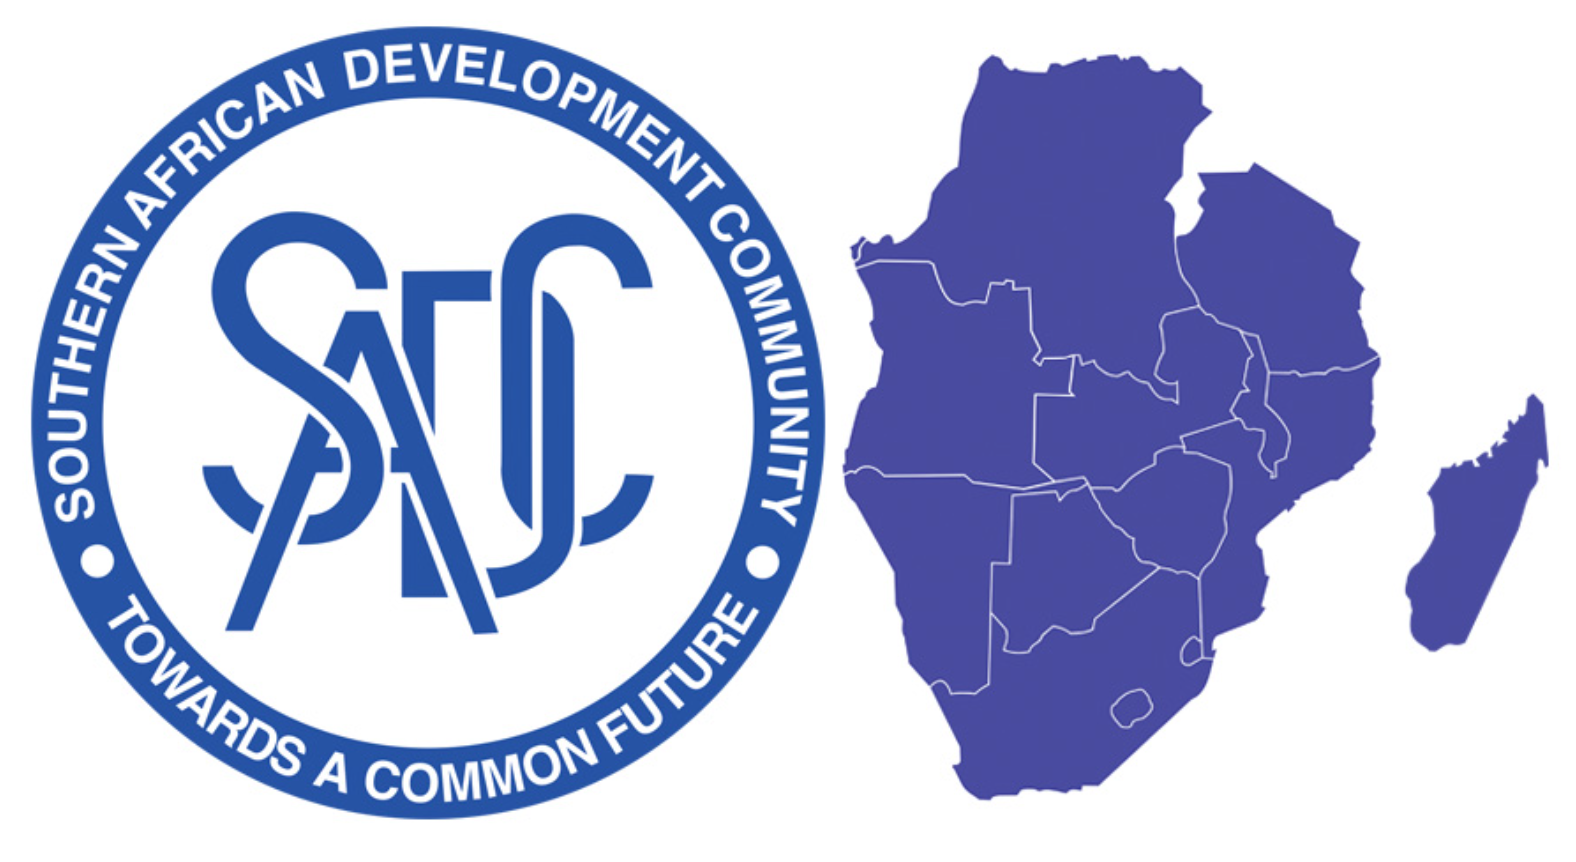 SOUTHERN AFRICAN DEVELOPMENT COMMUNITY
SADC
TOWARDS A COMMON FUTURE